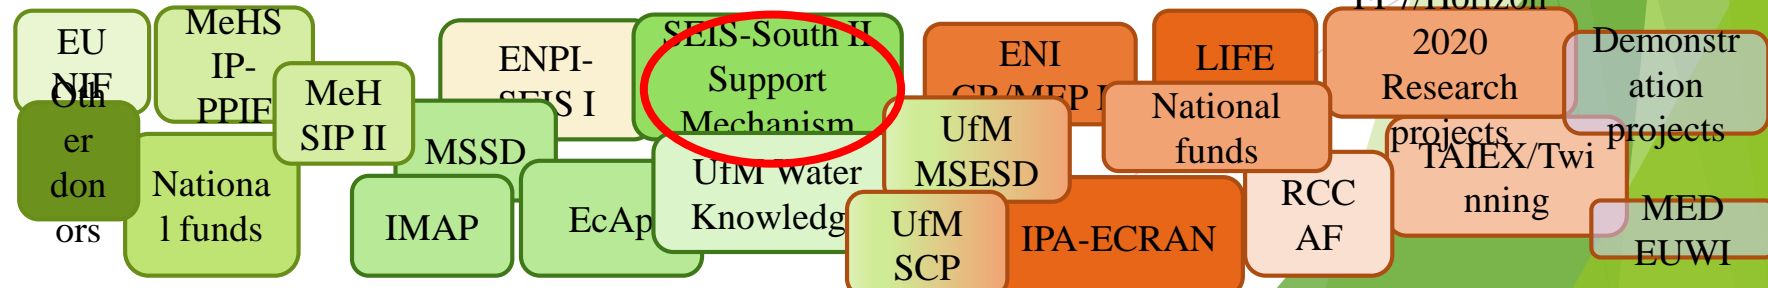 EU
NIF
Oth
er
don
ors
MeHS
IP-
PPIF
Nationa
l funds
MeH
SIP II
MSSD
IMAP
ENPI-
SEIS I
EcAp
SEIS-South II
Support
Mechanism
UfM Water
Knowledg
ENI
UfM
MSESD
UfM
SCP
IPA-ECRAN
LIFE
National
funds
RCC
AF
2020
Research
projects
TAIEX/Twi
nning
Demonstr
ation
projects
MED
EUWI